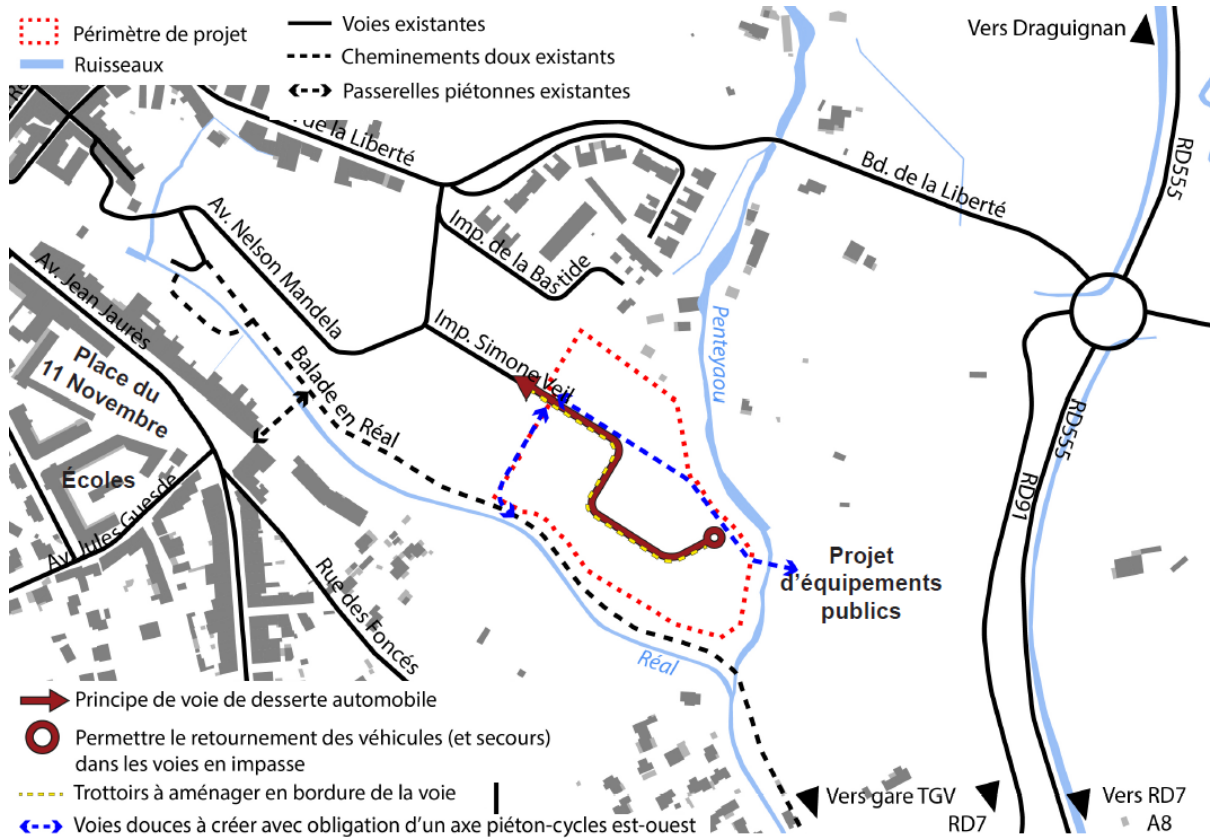 Périmètre de projet
Ruisseaux
Voies existantes
Cheminements doux existants
Passerelles piétonnes existantes
Vers Draguignan
de la Liberté
Bd. de la Liberté
RD555
Av. Nelson Mandela
Imp. de la Bastide
Av. Jean Jaurès
Place du
11 Novembre
Balade en Réal
Imp. Simone Veil
Penteyaou
Écoles
Av. Jules Guesde
Rue des Foncés
RD91
RD555
Projet
d'équipements
publics
Réal
Principe de voie de desserte automobile
Permettre le retournement des véhicules (et secours)
dans les voies en impasse
Trottoirs à aménager en bordure de la voie
Voies douces à créer avec obligation d'un axe piéton-cycles est-ouest
Vers gare TGV
RD7
Vers RD7
A8